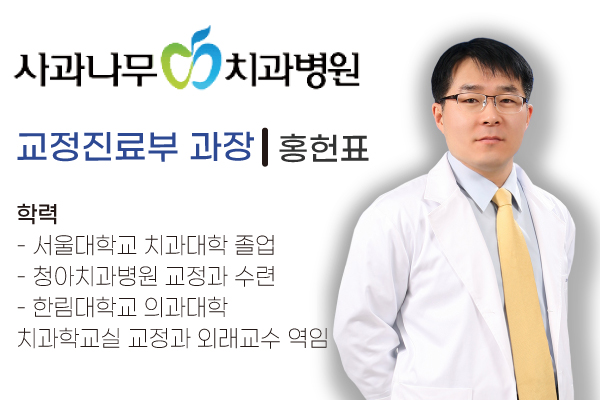 사과나무 치과병원
교정진료부 과장 | 홍헌표
학력
- 서울대학교 치과대학 졸업
- 청아치과병원 교정과 수련
- 한림대학교 의과대학
치과학교실 교정과 외래교수 역임